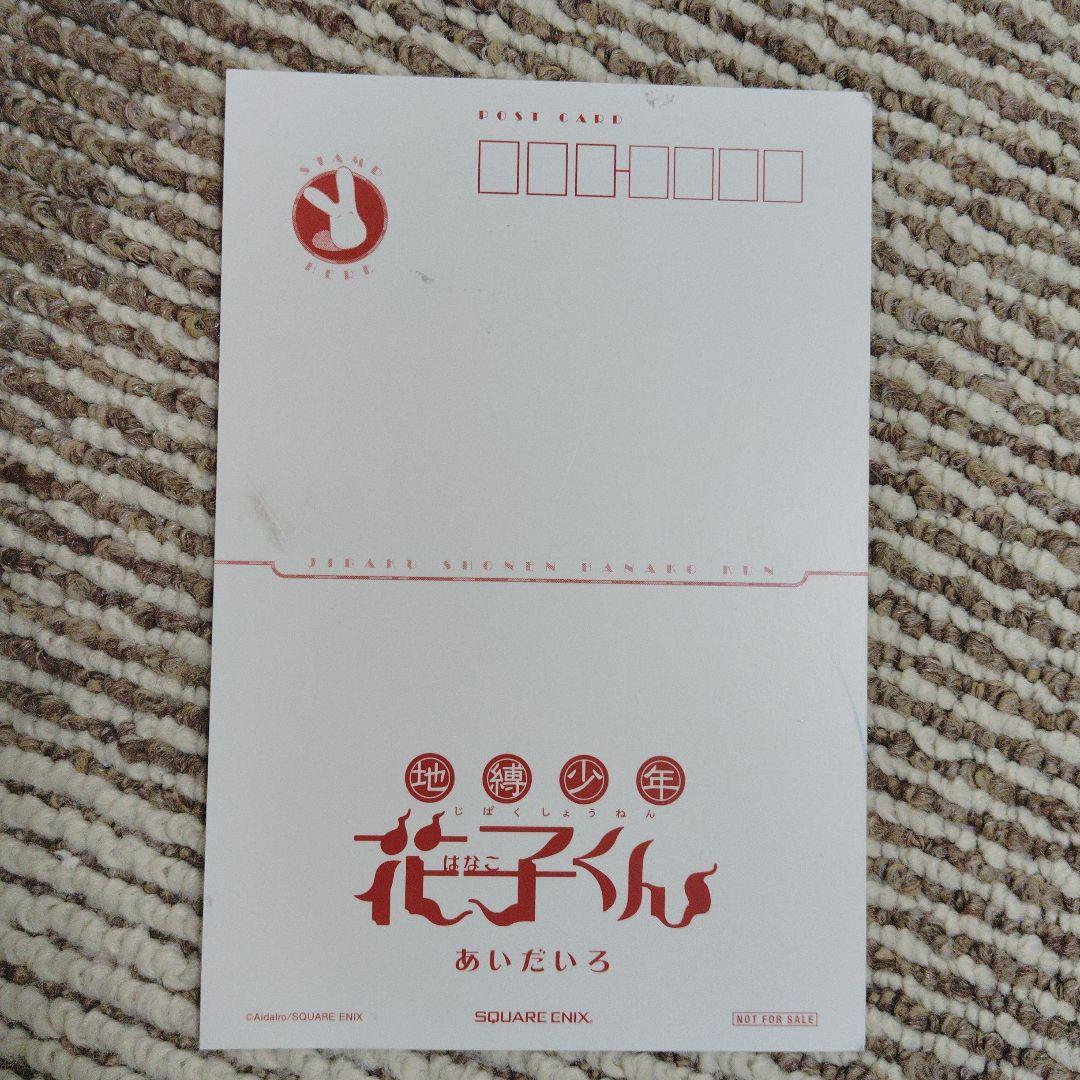 POST CARD
STAMP
HERE
JIBAKU SHONEN HANAKO KUN
地縛少年
じばくしょうねん
花子くん
はなこ
あいだいろ
©AidaIro/SQUARE ENIX
SQUARE ENIX.
NOT FOR SALE